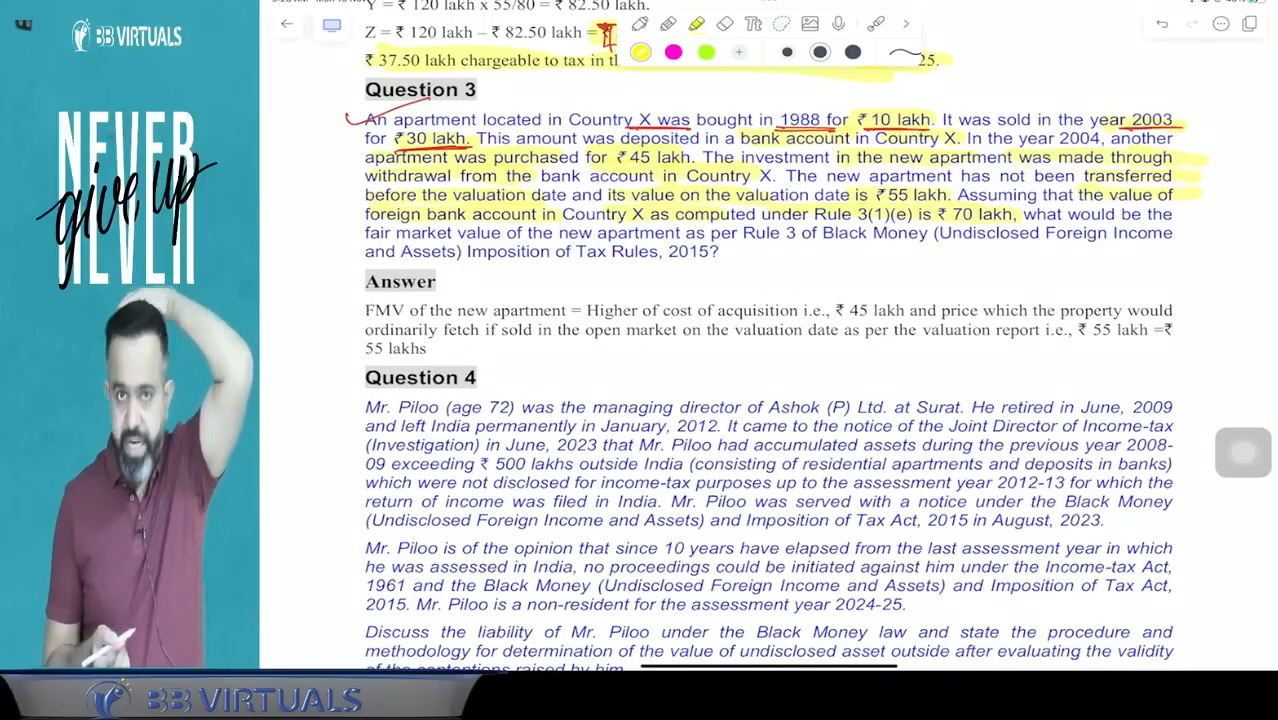 BB VIRTUALS
NEVER
give up
NEVER
Y = ₹ 120 lakh x 55/80 = ₹ 82.50 lakh.
Z = ₹ 120 lakh – ₹ 82.50 lakh = ₹
₹ 37.50 lakh chargeable to tax in th 25.
Question 3
An apartment located in Country X was bought in 1988 for ₹ 10 lakh. It was sold in the year 2003
for ₹ 30 lakh. This amount was deposited in a bank account in Country X. In the year 2004, another
apartment was purchased for ₹ 45 lakh. The investment in the new apartment was made through
withdrawal from the bank account in Country X. The new apartment has not been transferred
before the valuation date and its value on the valuation date is ₹ 55 lakh. Assuming that the value of
foreign bank account in Country X as computed under Rule 3(1)(e) is ₹ 70 lakh, what would be the
fair market value of the new apartment as per Rule 3 of Black Money (Undisclosed Foreign Income
and Assets) Imposition of Tax Rules, 2015?
Answer
FMV of the new apartment = Higher of cost of acquisition i.e., ₹ 45 lakh and price which the property would
ordinarily fetch if sold in the open market on the valuation date as per the valuation report i.e., ₹ 55 lakh =₹
55 lakhs
Question 4
Mr. Piloo (age 72) was the managing director of Ashok (P) Ltd. at Surat. He retired in June, 2009
and left India permanently in January, 2012. It came to the notice of the Joint Director of Income-tax
(Investigation) in June, 2023 that Mr. Piloo had accumulated assets during the previous year 2008-
09 exceeding ₹ 500 lakhs outside India (consisting of residential apartments and deposits in banks)
which were not disclosed for income-tax purposes up to the assessment year 2012-13 for which the
return of income was filed in India. Mr. Piloo was served with a notice under the Black Money
(Undisclosed Foreign Income and Assets) and Imposition of Tax Act, 2015 in August, 2023.
Mr. Piloo is of the opinion that since 10 years have elapsed from the last assessment year in which
he was assessed in India, no proceedings could be initiated against him under the Income-tax Act,
1961 and the Black Money (Undisclosed Foreign Income and Assets) and Imposition of Tax Act,
2015. Mr. Piloo is a non-resident for the assessment year 2024-25.
Discuss the liability of Mr. Piloo under the Black Money law and state the procedure and
methodology for determination of the value of undisclosed asset outside after evaluating the validity
of the contentions raised by him.
BB VIRTUALS